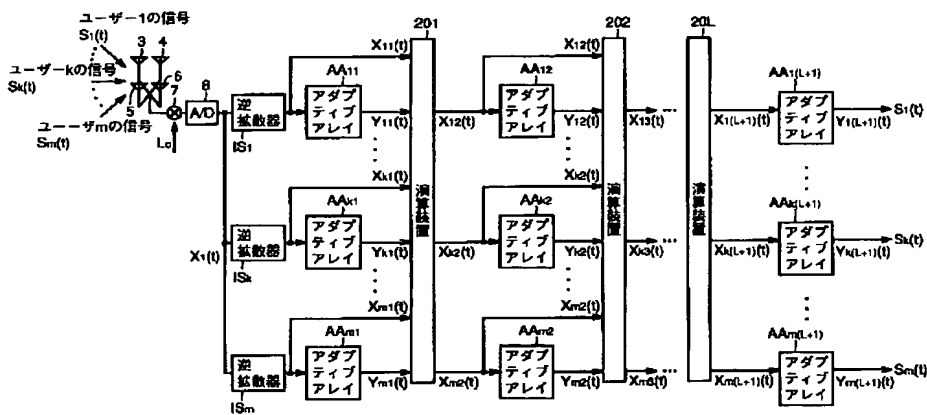 ユーザー1の信号
S1(t)
3 4
ユーザーkの信号
Sk(t)
5 6
7
8
A/D
ユーザmの信号
Sm(t)
X1(t)
逆
拡散器
IS1
逆
拡散器
ISk
逆
拡散器
ISm
AA11
アダプ
ティブ
アレイ
X11(t)
Y11(t)
AAk1
アダプ
ティブ
アレイ
Xk1(t)
Yk1(t)
AAm1
アダプ
ティブ
アレイ
Xm1(t)
Ym1(t)
201
演算装置
X12(t)
Xk2(t)
Xm2(t)
AA12
アダプ
ティブ
アレイ
X12(t)
Y12(t)
AAk2
アダプ
ティブ
アレイ
Xk2(t)
Yk2(t)
AAm2
アダプ
ティブ
アレイ
Xm2(t)
Ym2(t)
202
演算装置
X13(t)
Xk3(t)
Xm3(t)
20L
演算装置
X1(L+1)(t)
Xk(L+1)(t)
Xm(L+1)(t)
AA1(L+1)
アダプ
ティブ
アレイ
Y1(L+1)(t)
S1(t)
AAk(L+1)
アダプ
ティブ
アレイ
Yk(L+1)(t)
Sk(t)
AAm(L+1)
アダプ
ティブ
アレイ
Ym(L+1)(t)
Sm(t)